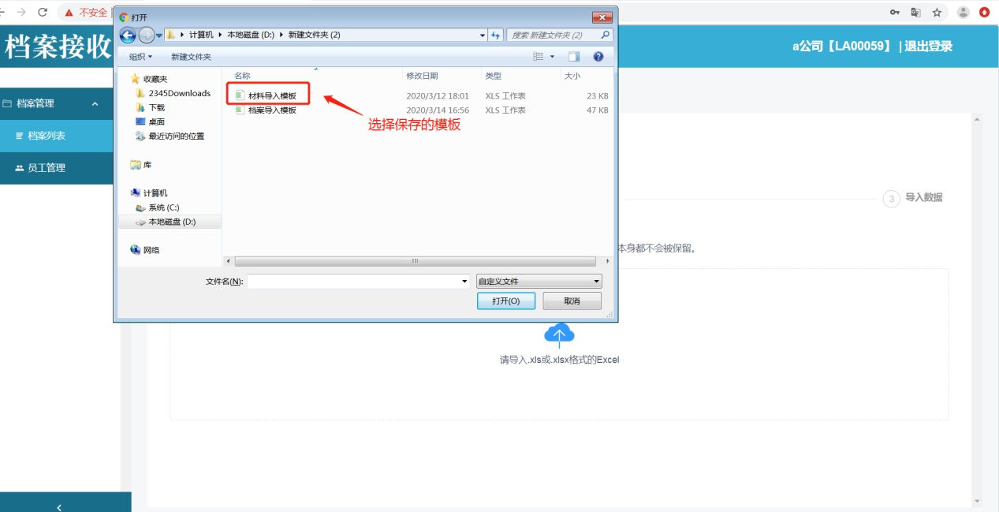 不安全
档案接收
a公司【LA00059】 | 退出登录
档案管理
档案列表
员工管理
打开
计算机 本地磁盘 (D:) 新建文件夹 (2)
搜索 新建文件夹 (2)
组织 新建文件夹
收藏夹
2345Downloads
下载
桌面
最近访问的位置
库
计算机
系统 (C:)
本地磁盘 (D:)
网络
名称 修改日期 类型 大小
材料导入模板 2020/3/12 18:01 XLS 工作表 23 KB
档案导入模板 2020/3/14 16:56 XLS 工作表 47 KB
选择保存的模板
文件名(N): 自定义文件
打开(O) 取消
3 导入数据
本身都不会被保留。
请导入.xls或.xlsx格式的Excel